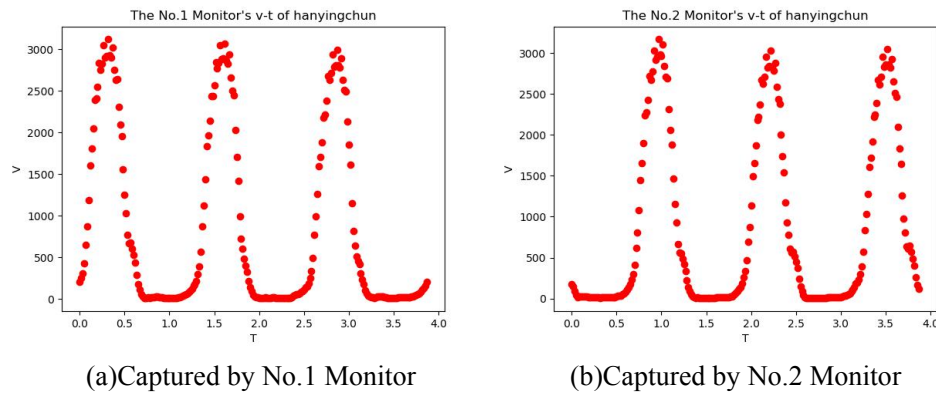 The No.1 Monitor's v-t of hanyingchun
3000
2500
2000
1500
1000
500
0
V
0.0 0.5 1.0 1.5 2.0 2.5 3.0 3.5 4.0
T
(a)Captured by No.1 Monitor
The No.2 Monitor's v-t of hanyingchun
3000
2500
2000
1500
1000
500
0
V
0.0 0.5 1.0 1.5 2.0 2.5 3.0 3.5 4.0
T
(b)Captured by No.2 Monitor